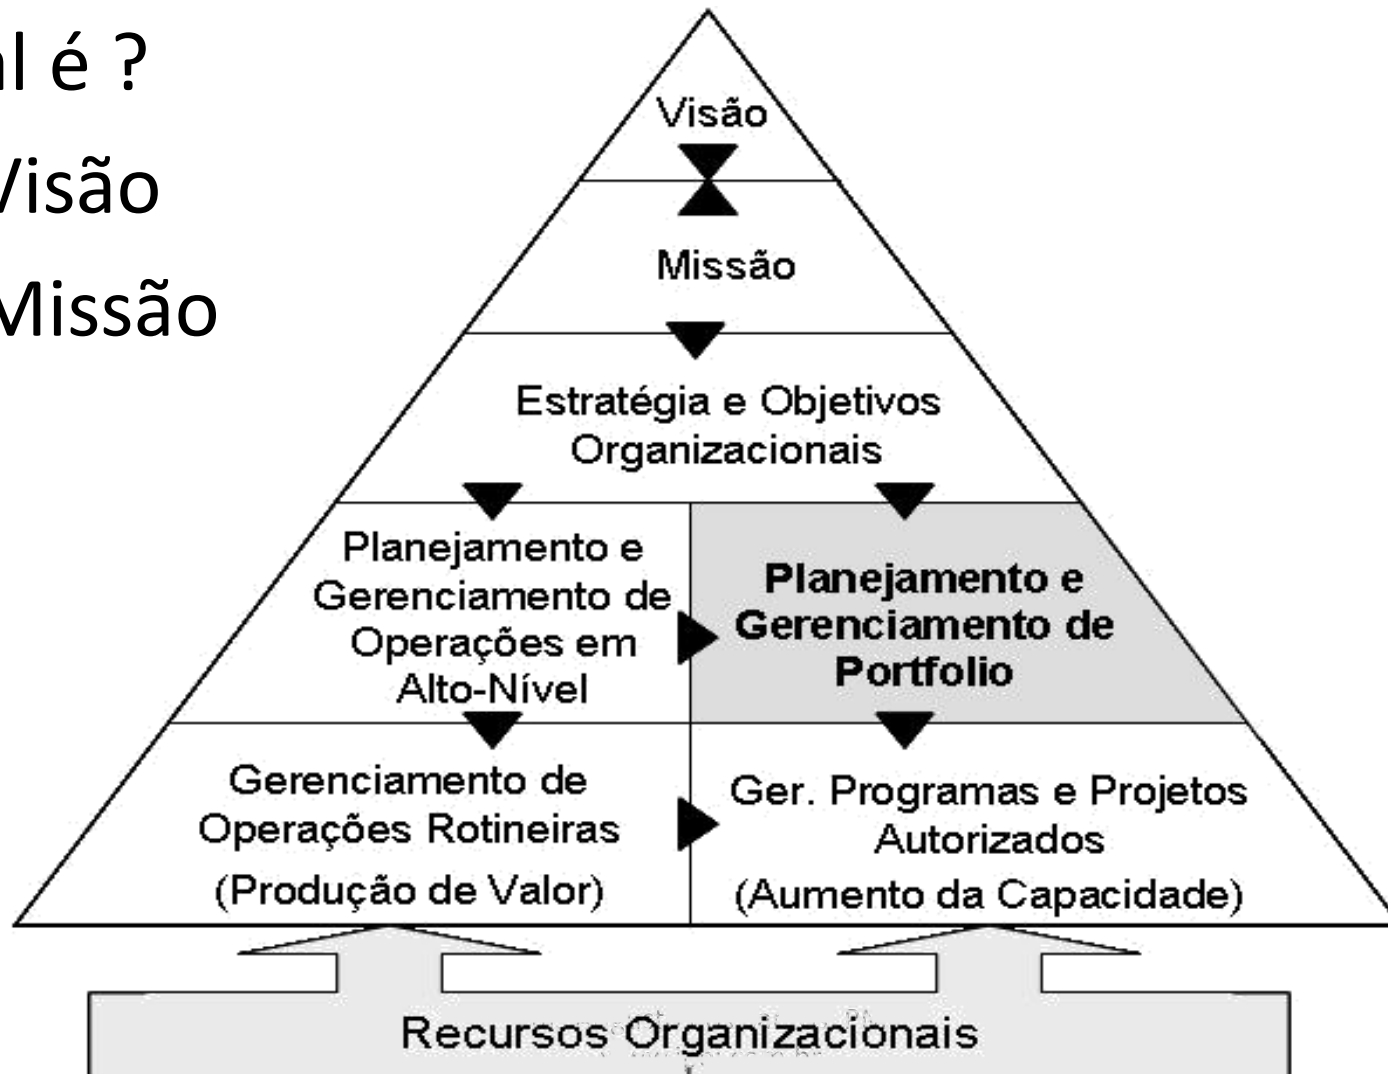 l é ?
Visão
Missão
Visão
Missão
Estratégia e Objetivos
Organizacionais
Planejamento e
Gerenciamento de
Operações em
Alto-Nível
Planejamento e
Gerenciamento de
Portfolio
Gerenciamento de
Operações Rotineiras
(Produção de Valor)
Ger. Programas e Projetos
Autorizados
(Aumento da Capacidade)
Recursos Organizacionais